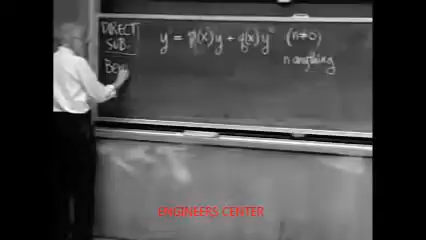 DIRECT
SUB.
y' = p(x)y + q(x)yⁿ (n≠0)
n anything
ENGINEERS CENTER